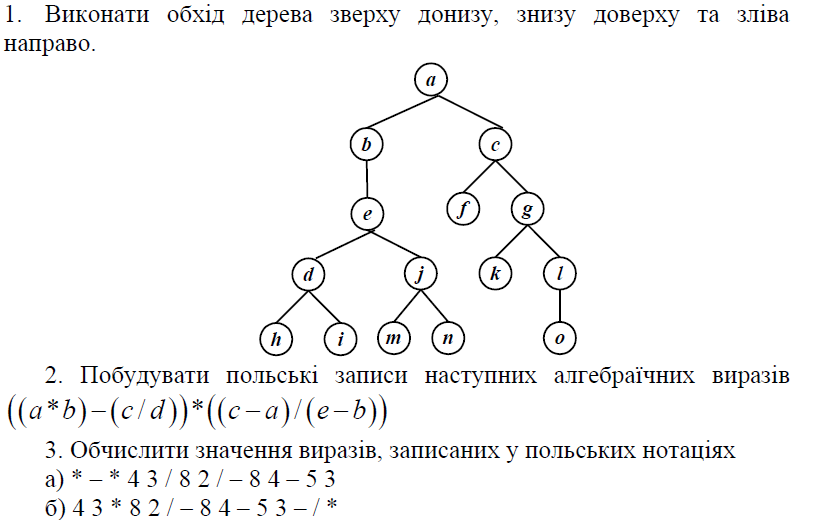 1. Виконати обхід дерева зверху донизу, знизу доверху та зліва
направо.
a
b c
e f g
d j k l
h i m n o
2. Побудувати польські записи наступних алгебраїчних виразів
((a*b)−(c/d))*((c−a)/(e−b))
3. Обчислити значення виразів, записаних у польських нотаціях
а) * – * 4 3 / 8 2 / – 8 4 – 5 3
б) 4 3 * 8 2 / – 8 4 – 5 3 – / *